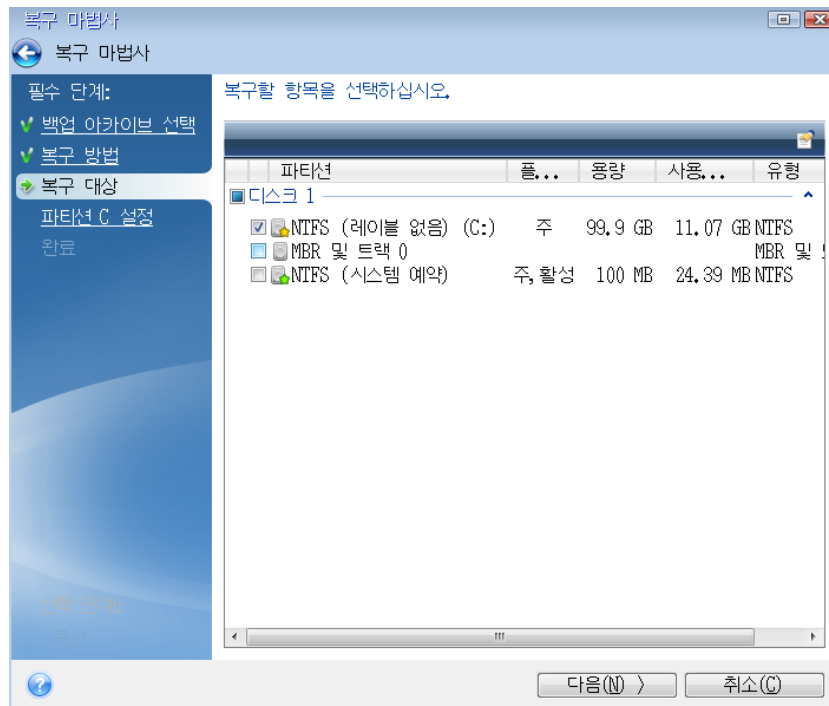 복구 마법사
복구 마법사
필수 단계:
백업 아카이브 선택
복구 방법
복구 대상
파티션 C 설정
완료
복구할 항목을 선택하십시오.
파티션 플... 용량 사용... 유형
디스크 1
NTFS (레이블 없음) (C:) 주 99.9 GB 11.07 GB NTFS
MBR 및 트랙 0 MBR 및
NTFS (시스템 예약) 주, 활성 100 MB 24.39 MB NTFS
다음(N) >
취소(C)